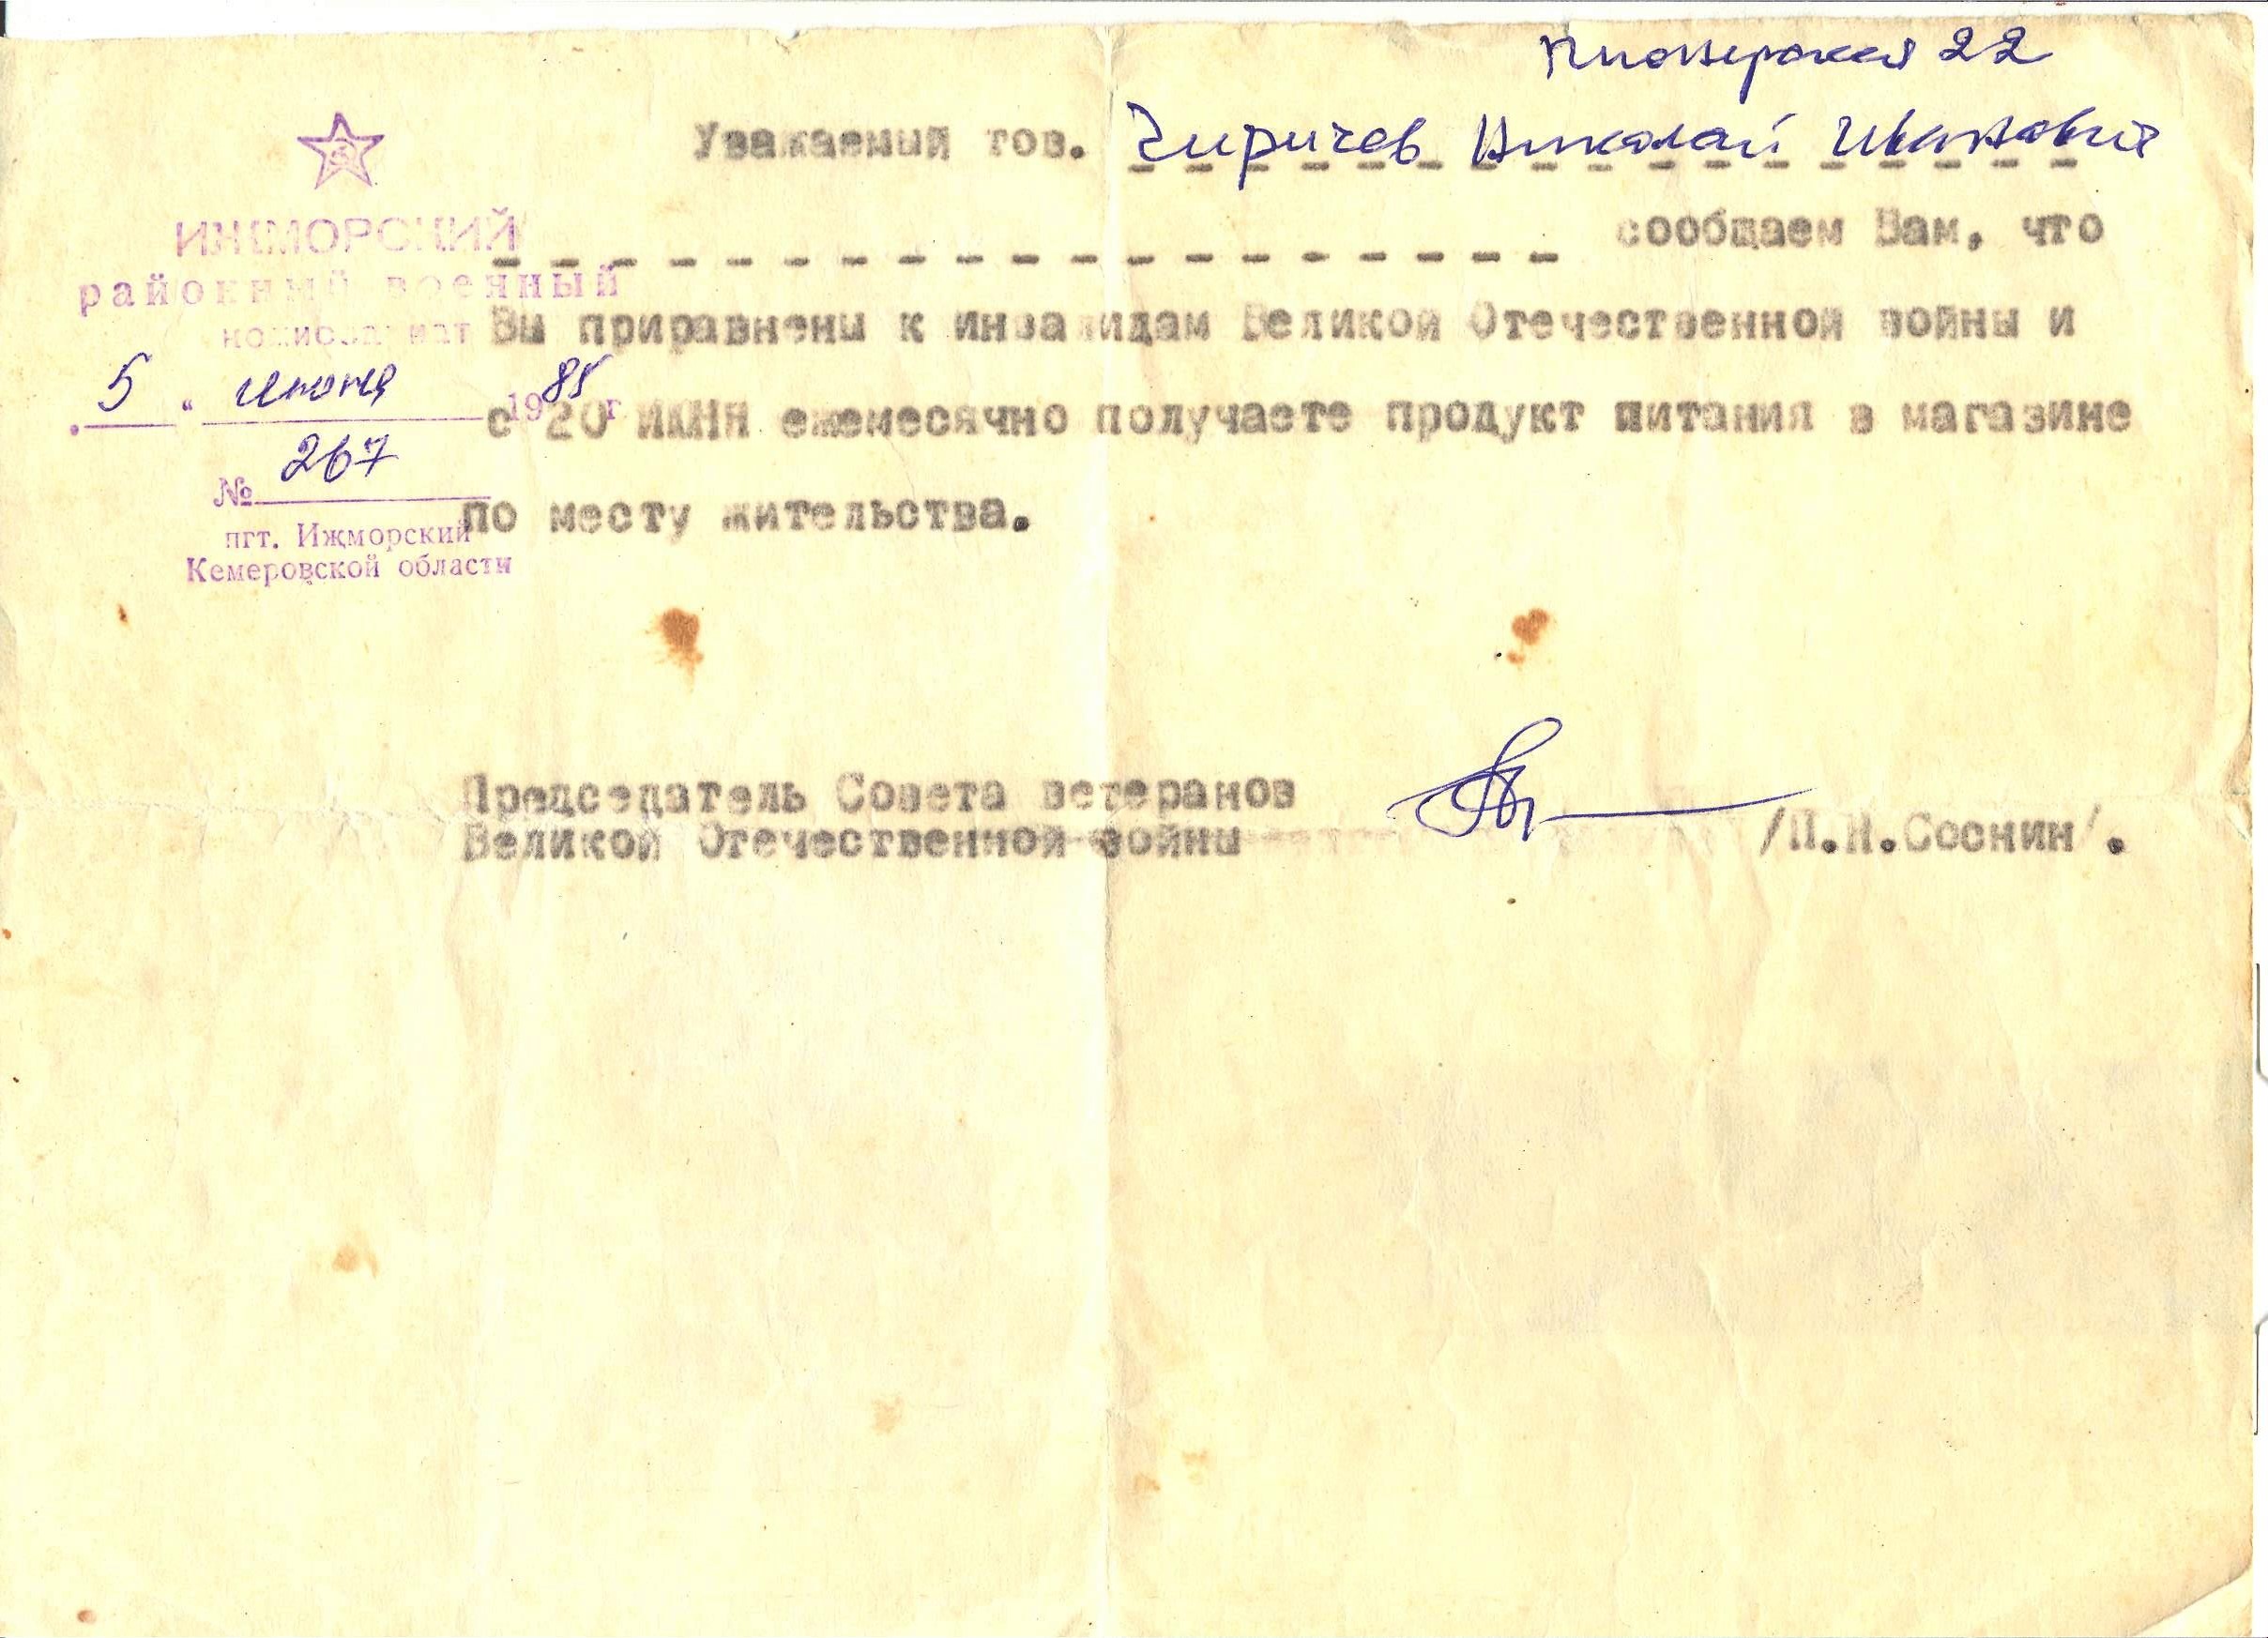 Пионерская 22
Уважаемый тов. Чиричев Николай Иванович
сообщаем Вам, что
Вы приравнены к инвалидам Великой Отечественной войны и
с 20 июня ежемесячно получаете продукт питания в магазине
по месту жительства.
ИЖМОРСКИЙ
районный военный
комиссариат
5 " июня 1985 г
№ 267
пгт. Ижморский
Кемеровской области
Председатель Совета ветеранов
Великой Отечественной войны /П.Н.Соснин/.